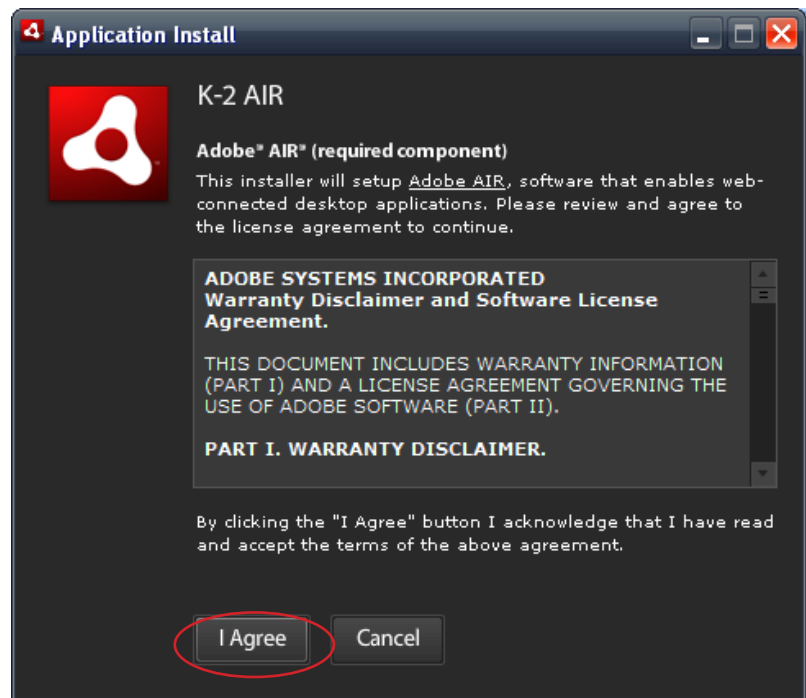 Application Install
K-2 AIR
Adobe® AIR® (required component)
This installer will setup Adobe AIR, software that enables web-
connected desktop applications. Please review and agree to
the license agreement to continue.
ADOBE SYSTEMS INCORPORATED
Warranty Disclaimer and Software License
Agreement.
THIS DOCUMENT INCLUDES WARRANTY INFORMATION
(PART I) AND A LICENSE AGREEMENT GOVERNING THE
USE OF ADOBE SOFTWARE (PART II).
PART I. WARRANTY DISCLAIMER.
By clicking the "I Agree" button I acknowledge that I have read
and accept the terms of the above agreement.
I Agree Cancel